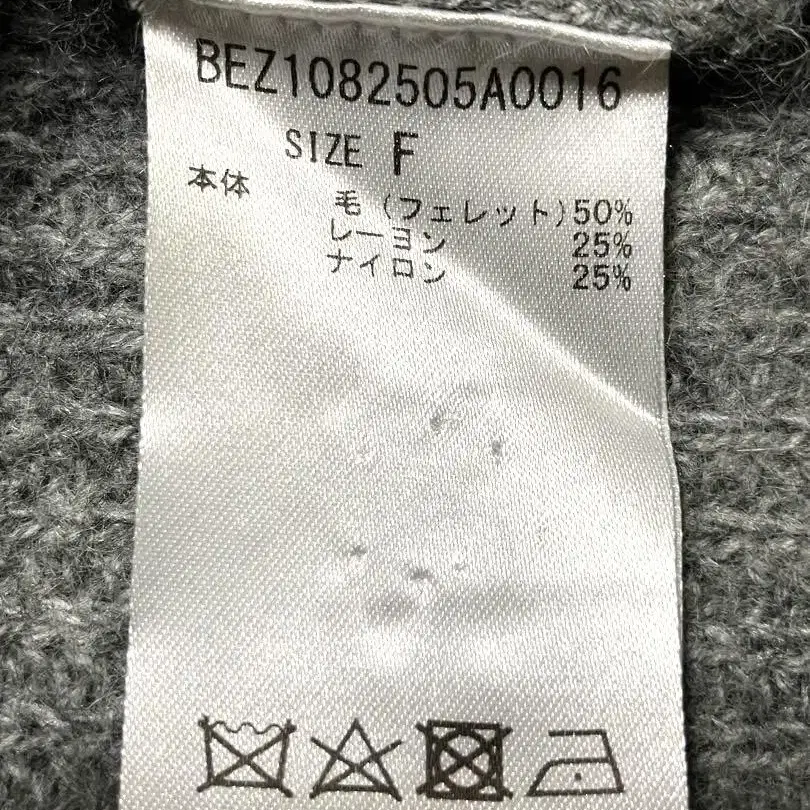 BEZ1082505A0016
SIZE F
本体 毛(フェレット)50%
レーヨン 25%
ナイロン 25%